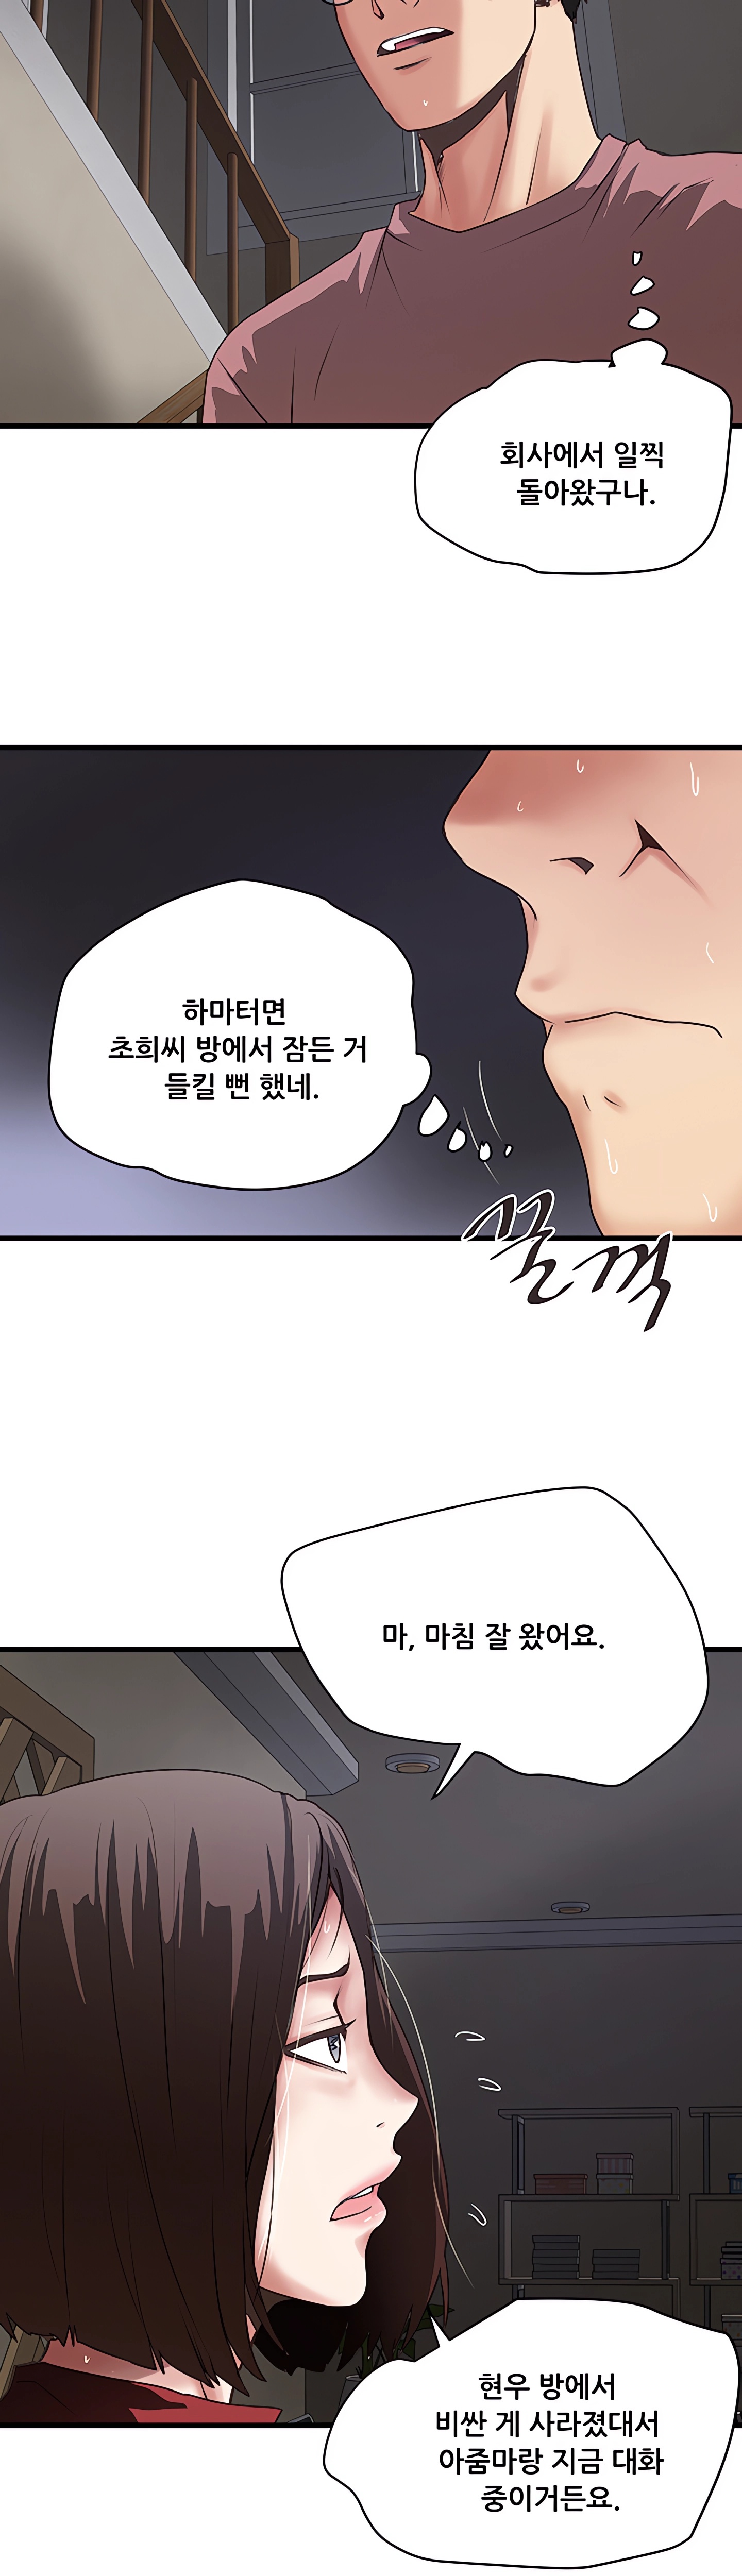 회사에서 일찍
돌아왔구나.
하마터면
초희씨 방에서 잠든 거
들킬 뻔 했네.
꿀꺽
마, 마침 잘 왔어요.
현우 방에서
비싼 게 사라졌대서
아줌마랑 지금 대화
중이거든요.